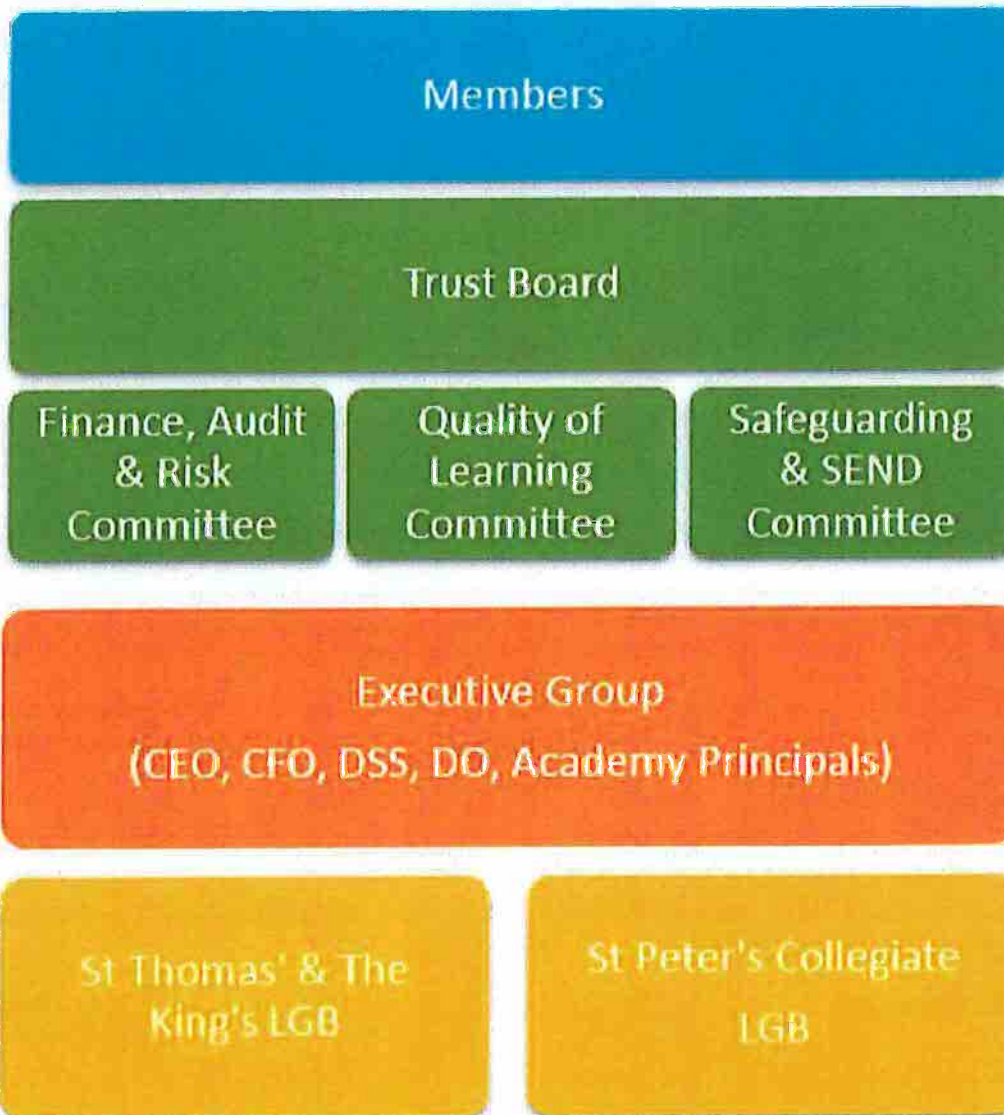 Members
Trust Board
Finance, Audit
& Risk
Committee
Quality of
Learning
Committee
Safeguarding
& SEND
Committee
Executive Group
(CEO, CFO, DSS, DO, Academy Principals)
St Thomas' & The
King's LGB
St Peter's Collegiate
LGB